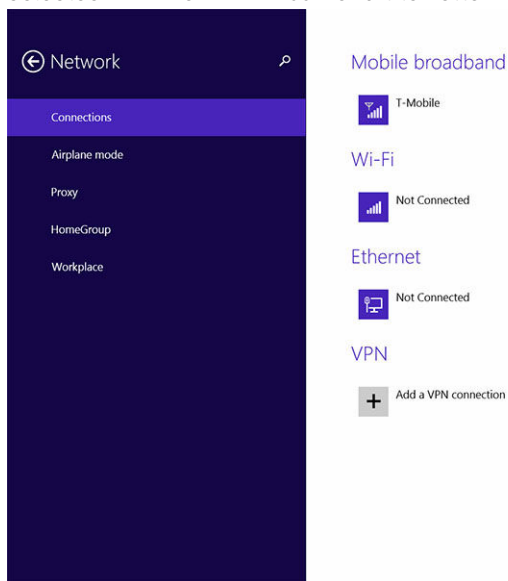 Network
Connections
Airplane mode
Proxy
HomeGroup
Workplace
Mobile broadband
T-Mobile
Wi-Fi
Not Connected
Ethernet
Not Connected
VPN
Add a VPN connection